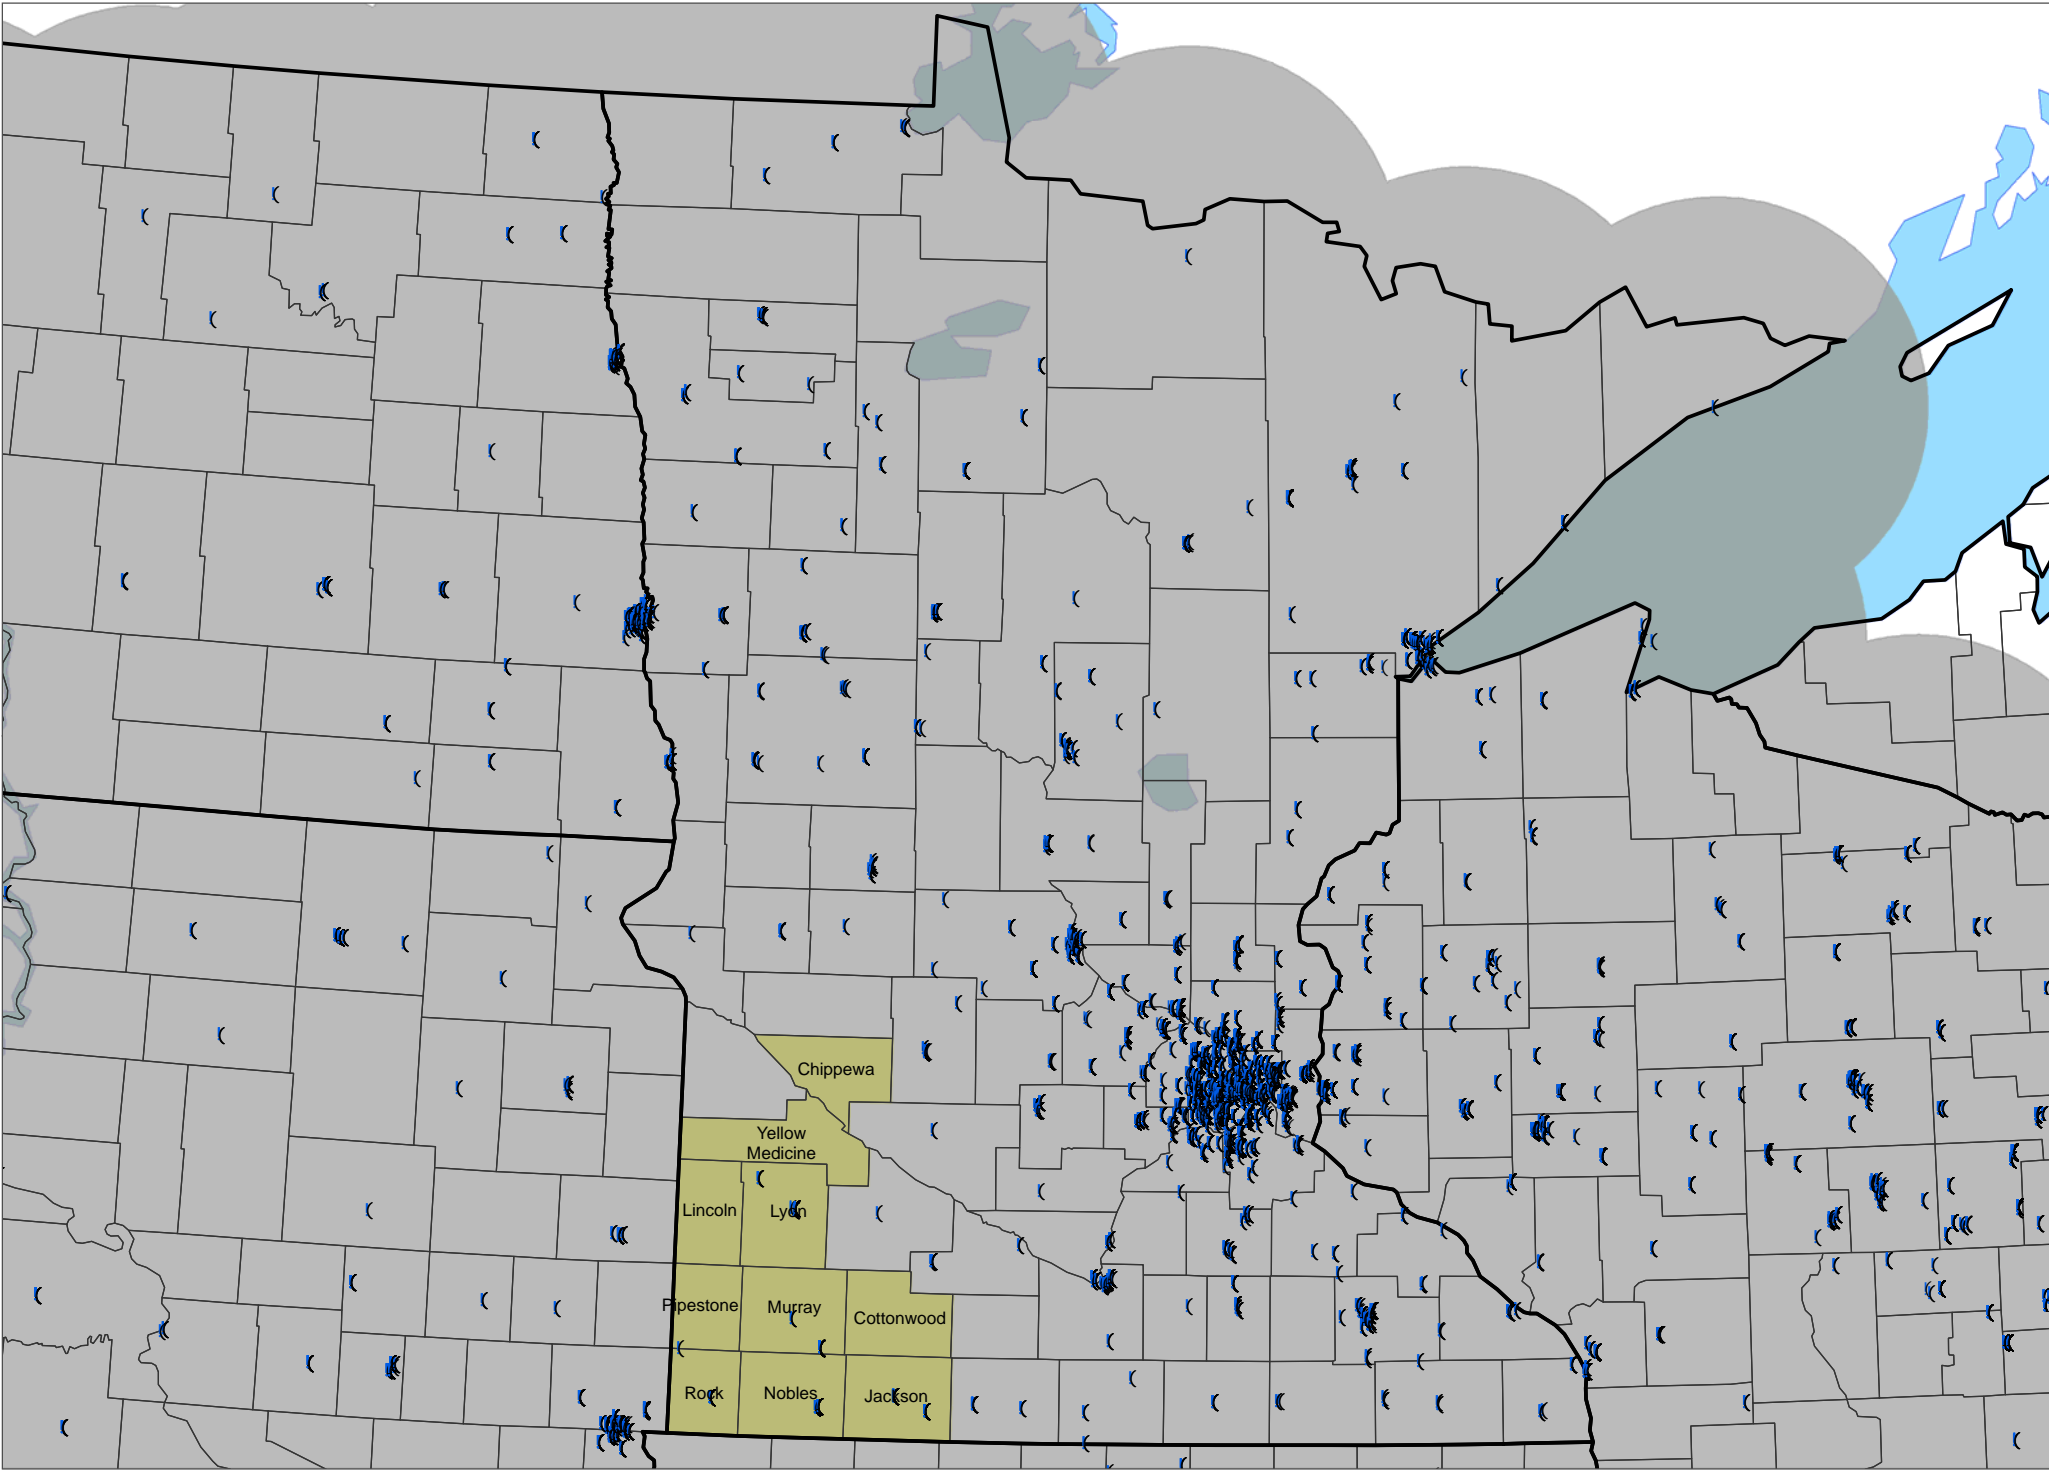 Chippewa
Yellow
Medicine
Lincoln
Lyon
Pipestone
Murray
Cottonwood
Rock
Nobles
Jackson